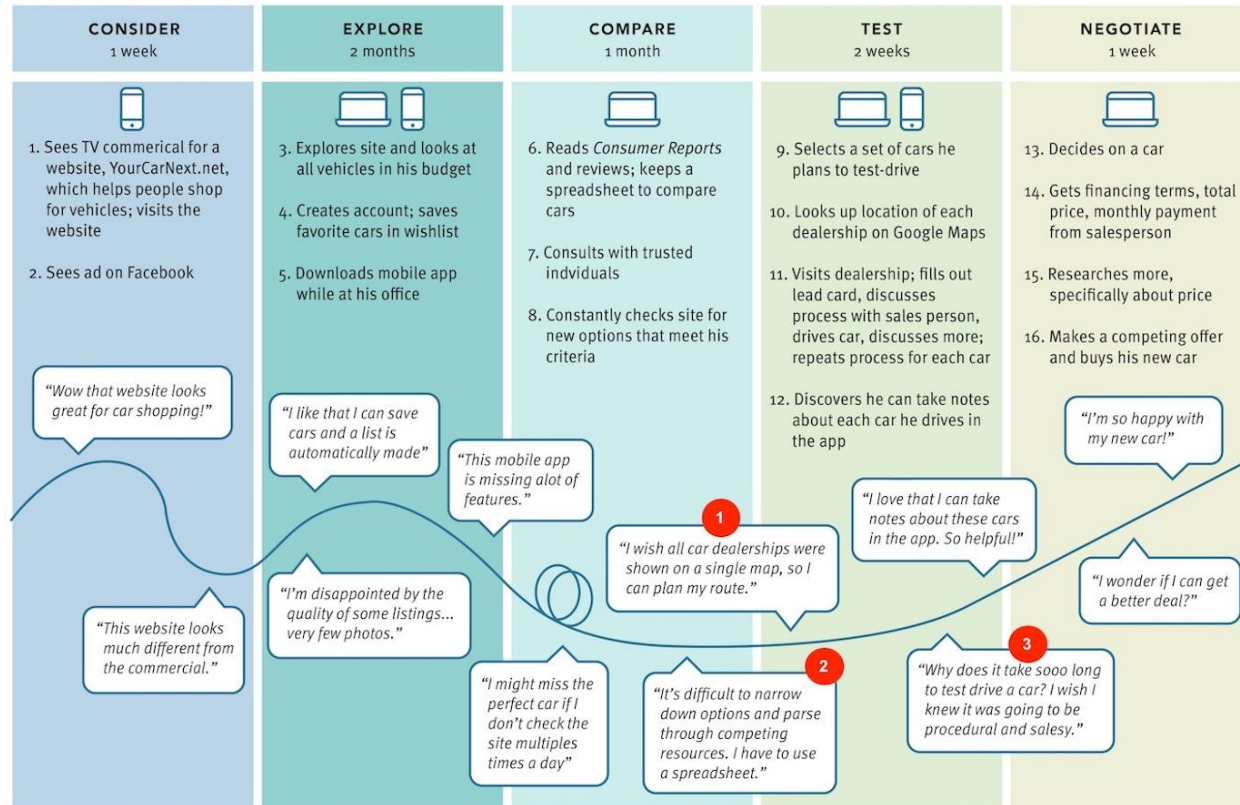 CONSIDER
1 week
EXPLORE
2 months
COMPARE
1 month
TEST
2 weeks
NEGOTIATE
1 week
1. Sees TV commerical for a
website, YourCarNext.net,
which helps people shop
for vehicles; visits the
website
2. Sees ad on Facebook
3. Explores site and looks at
all vehicles in his budget
4. Creates account; saves
favorite cars in wishlist
5. Downloads mobile app
while at his office
6. Reads Consumer Reports
and reviews; keeps a
spreadsheet to compare
cars
7. Consults with trusted
indviduals
8. Constantly checks site for
new options that meet his
criteria
9. Selects a set of cars he
plans to test-drive
10. Looks up location of each
dealership on Google Maps
11. Visits dealership; fills out
lead card, discusses
process with sales person,
drives car, discusses more;
repeats process for each car
12. Discovers he can take notes
about each car he drives in
the app
13. Decides on a car
14. Gets financing terms, total
price, monthly payment
from salesperson
15. Researches more,
specifically about price
16. Makes a competing offer
and buys his new car
“Wow that website looks
great for car shopping!”
“This website looks
much different from
the commercial.”
“I like that I can save
cars and a list is
automatically made”
“I’m disappointed by the
quality of some listings...
very few photos.”
“This mobile app
is missing alot of
features.”
“I might miss the
perfect car if I
don’t check the
site multiple
times a day”
1
“I wish all car dealerships were
shown on a single map, so I
can plan my route.”
2
“It’s difficult to narrow
down options and parse
through competing
resources. I have to use
a spreadsheet.”
“I love that I can take
notes about these cars
in the app. So helpful!”
3
“Why does it take sooo long
to test drive a car? I wish I
knew it was going to be
procedural and salesy.”
“I’m so happy with
my new car!”
“I wonder if I can get
a better deal?”